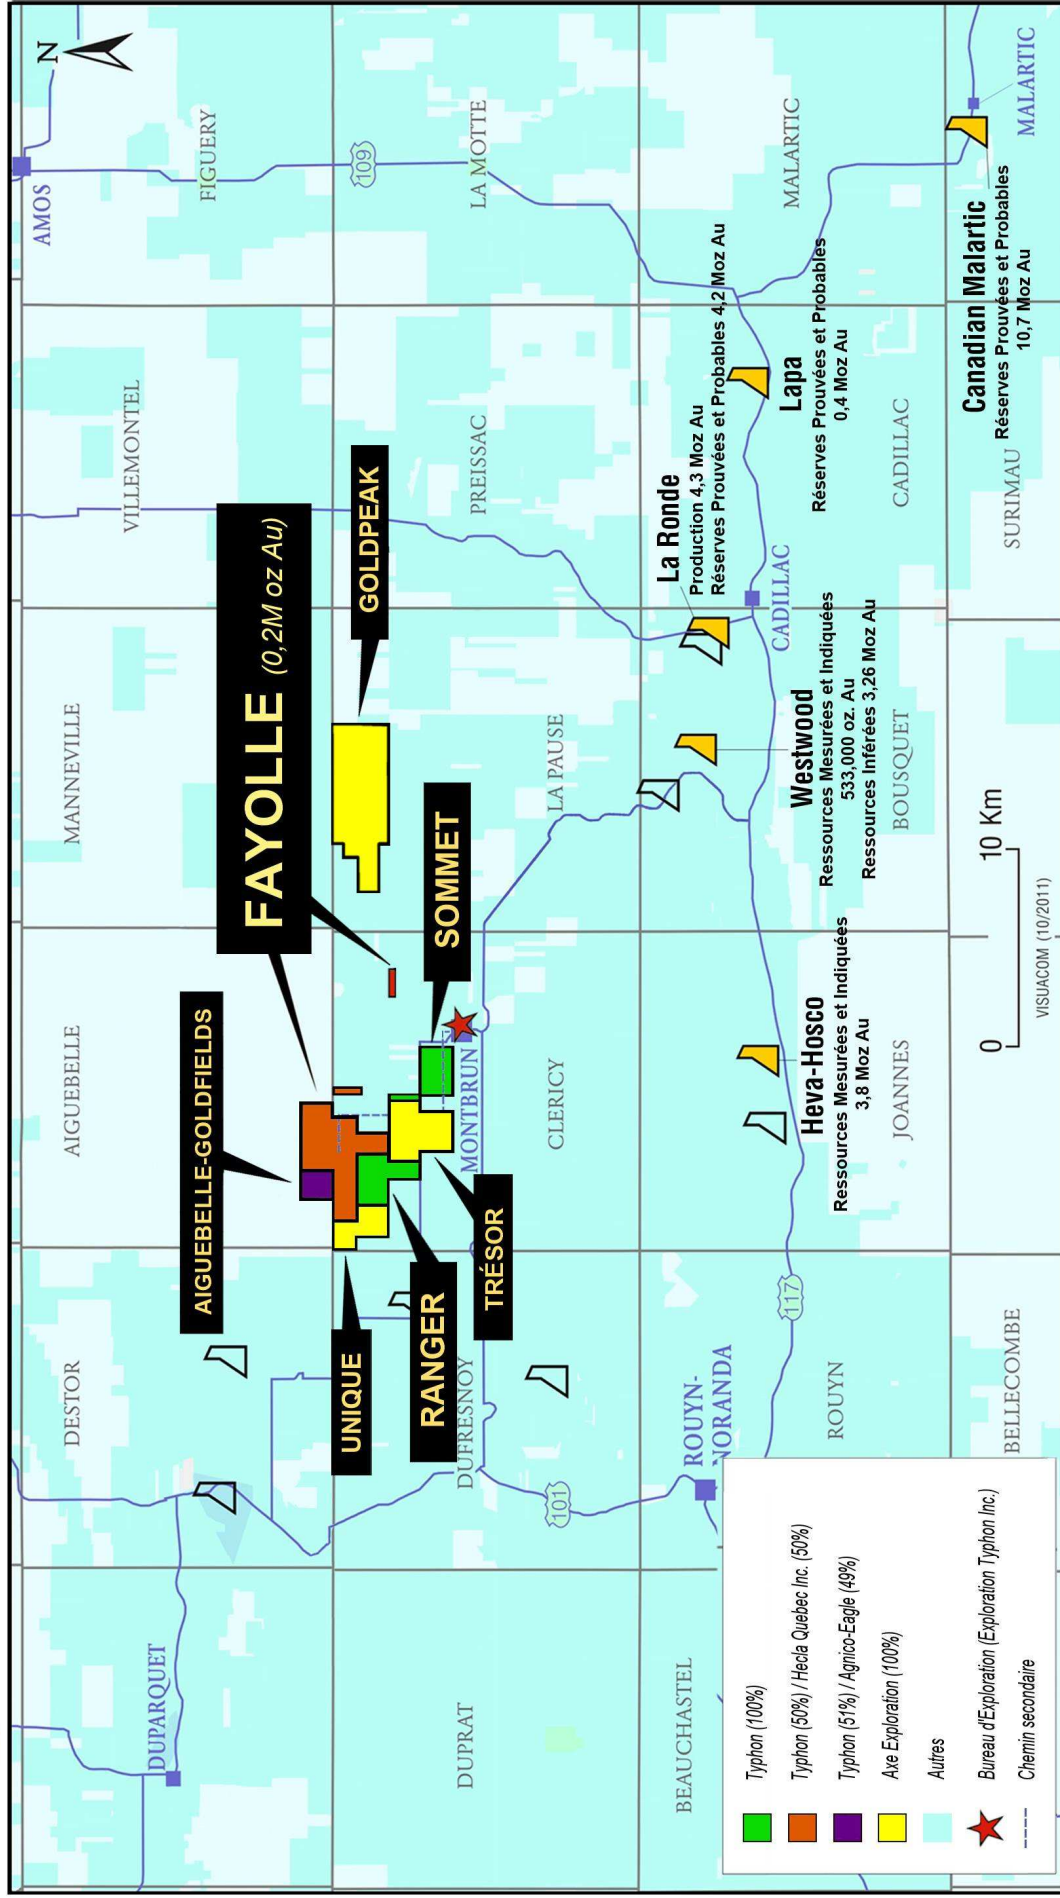 N
AMOS
FIGUERY
109
LA MOTTE
MALARTIC
MALARTIC
VILLEMONTEL
PREISSAC
CADILLAC
SURIMAU
MANNEVILLE
LA PAUSE
BOUSQUET
AIGUEBELLE
CLERICY
JOANNES
DESTOR
DUFRESNOY
ROUYN
BELLECOMBE
DUPARQUET
DUPRAT
BEAUCHASTEL
MONTBRUN
CADILLAC
ROUYN-
NORANDA
101
117
FAYOLLE (0,2M oz Au)
GOLDPEAK
SOMMET
AIGUEBELLE-GOLDFIELDS
UNIQUE
RANGER
TRÉSOR
Canadian Malartic
Réserves Prouvées et Probables
10,7 Moz Au
Lapa
Réserves Prouvées et Probables
0,4 Moz Au
La Ronde
Production 4,3 Moz Au
Réserves Prouvées et Probables 4,2 Moz Au
Westwood
Ressources Mesurées et Indiquées
533,000 oz. Au
Ressources Inférées 3,26 Moz Au
Heva-Hosco
Ressources Mesurées et Indiquées
3,8 Moz Au
0 10 Km
VISUACOM (10/2011)
Typhon (100%)
Typhon (50%) / Hecla Quebec Inc. (50%)
Typhon (51%) / Agnico-Eagle (49%)
Axe Exploration (100%)
Autres
Bureau d'Exploration (Exploration Typhon Inc.)
Chemin secondaire